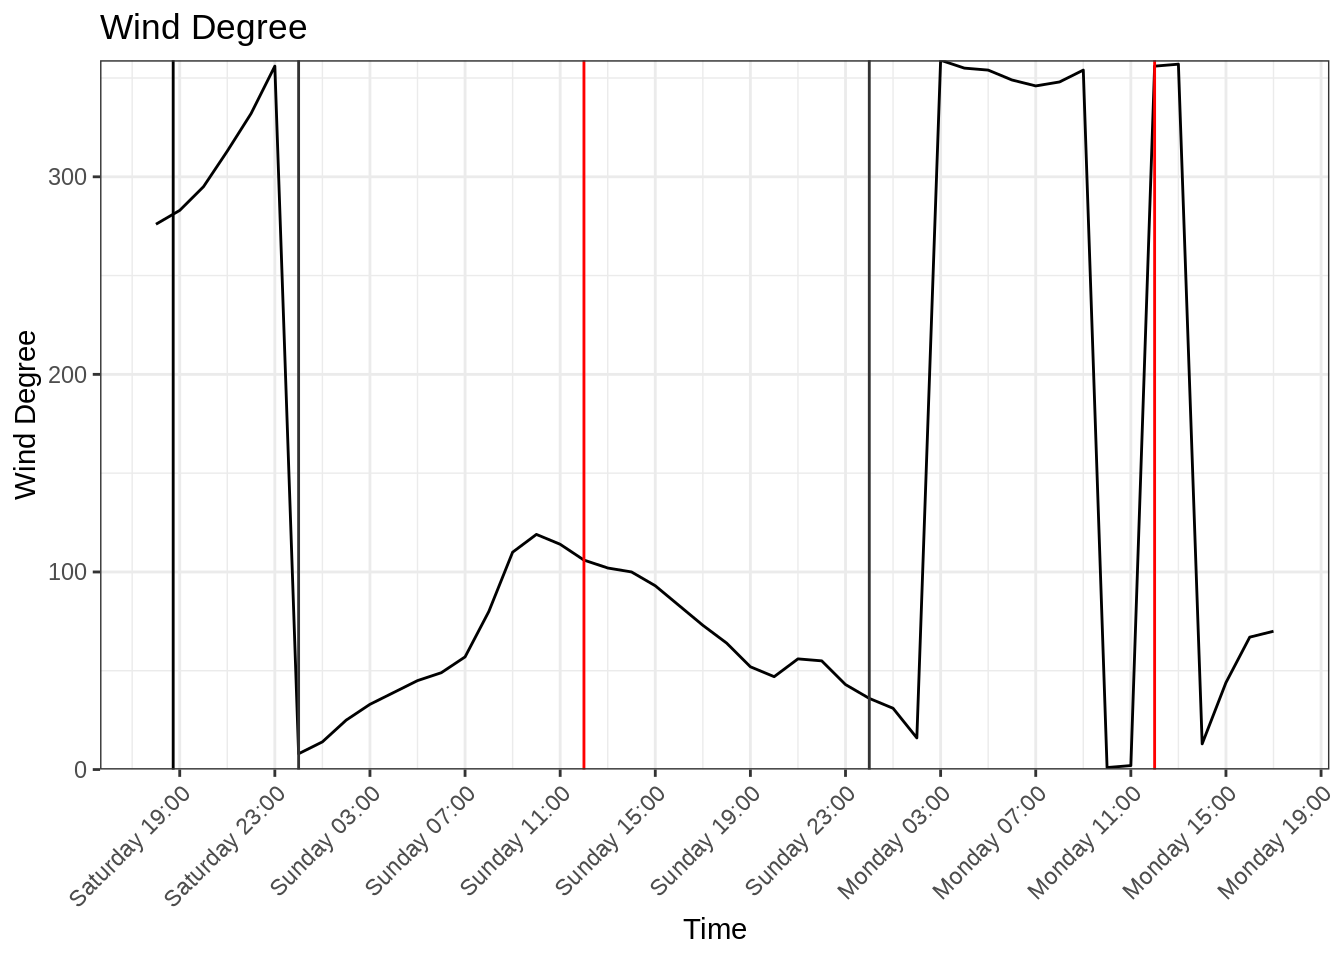 Wind Degree
Wind Degree
300
200
100
0
Saturday 19:00
Saturday 23:00
Sunday 03:00
Sunday 07:00
Sunday 11:00
Sunday 15:00
Sunday 19:00
Sunday 23:00
Monday 03:00
Monday 07:00
Monday 11:00
Monday 15:00
Monday 19:00
Time